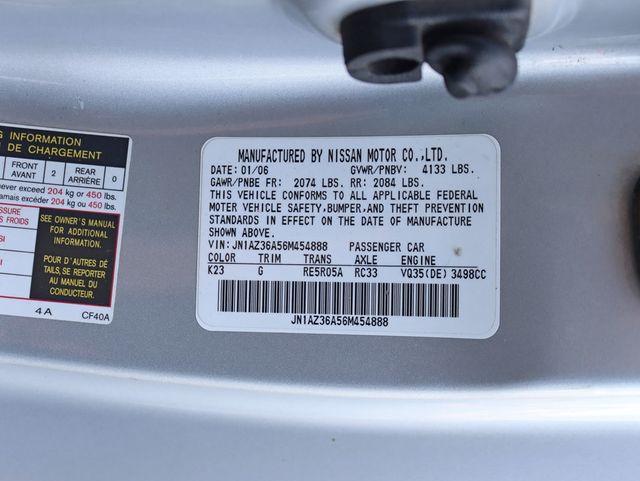 G INFORMATION
DE CHARGEMENT
FRONT AVANT 2 REAR ARRIÈRE 0
never exceed 204 kg or 450 lbs.
jamais excéder 204 kg ou 450 lbs.
SEE OWNER'S MANUAL
FOR ADDITIONAL
INFORMATION.
POUR D'AUTRES DÉ-
TAILS, SE REPORTER
AU MANUEL DU
CONDUCTEUR.
4 A CF40A
MANUFACTURED BY NISSAN MOTOR CO.,LTD.
DATE: 01/06 GVWR/PNBV: 4133 LBS.
GAWR/PNBE FR: 2074 LBS. RR: 2084 LBS.
THIS VEHICLE CONFORMS TO ALL APPLICABLE FEDERAL
MOTOR VEHICLE SAFETY,BUMPER,AND THEFT PREVENTION
STANDARDS IN EFFECT ON THE DATE OF MANUFACTURE
SHOWN ABOVE.
VIN: JN1AZ36A56M454888 PASSENGER CAR
COLOR TRIM TRANS AXLE ENGINE
K23 G RE5R05A RC33 VQ35(DE) 3498CC
JN1AZ36A56M454888